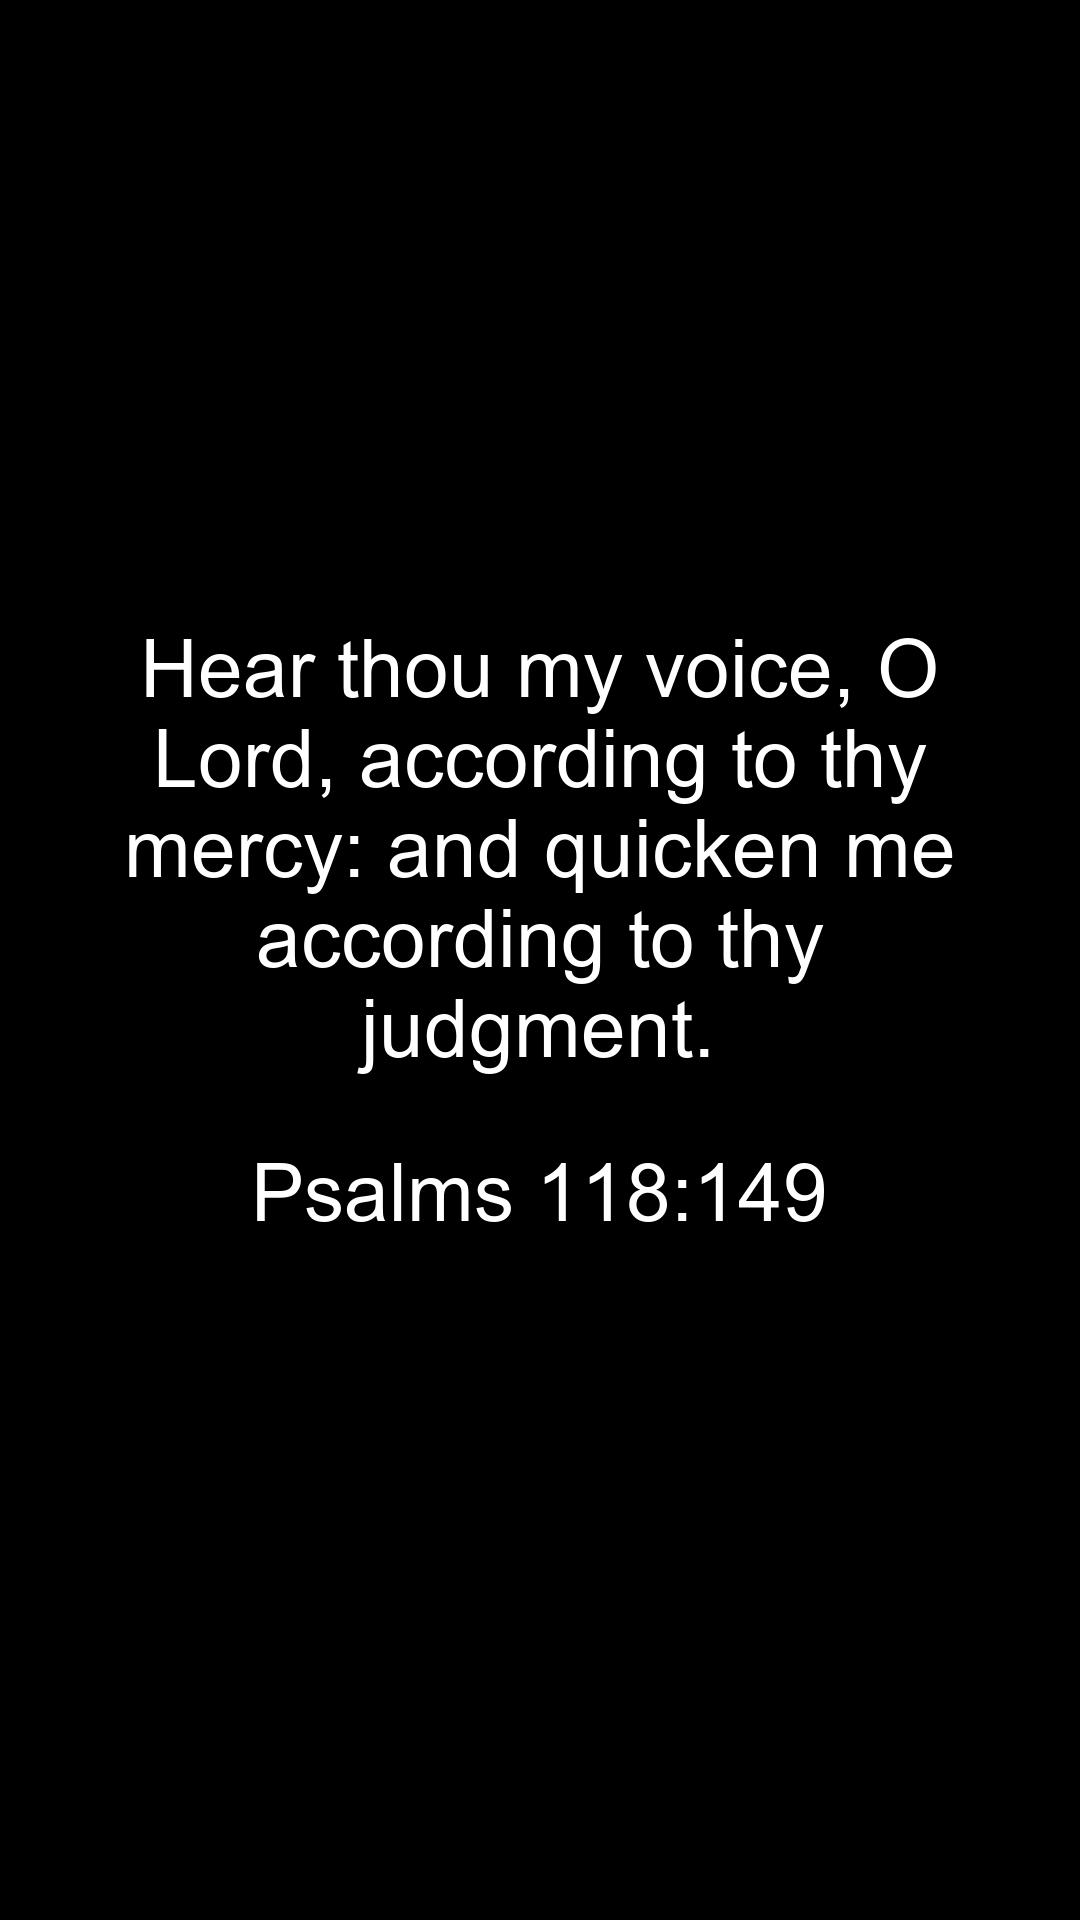 Hear thou my voice, O
Lord, according to thy
mercy: and quicken me
according to thy
judgment.
Psalms 118:149